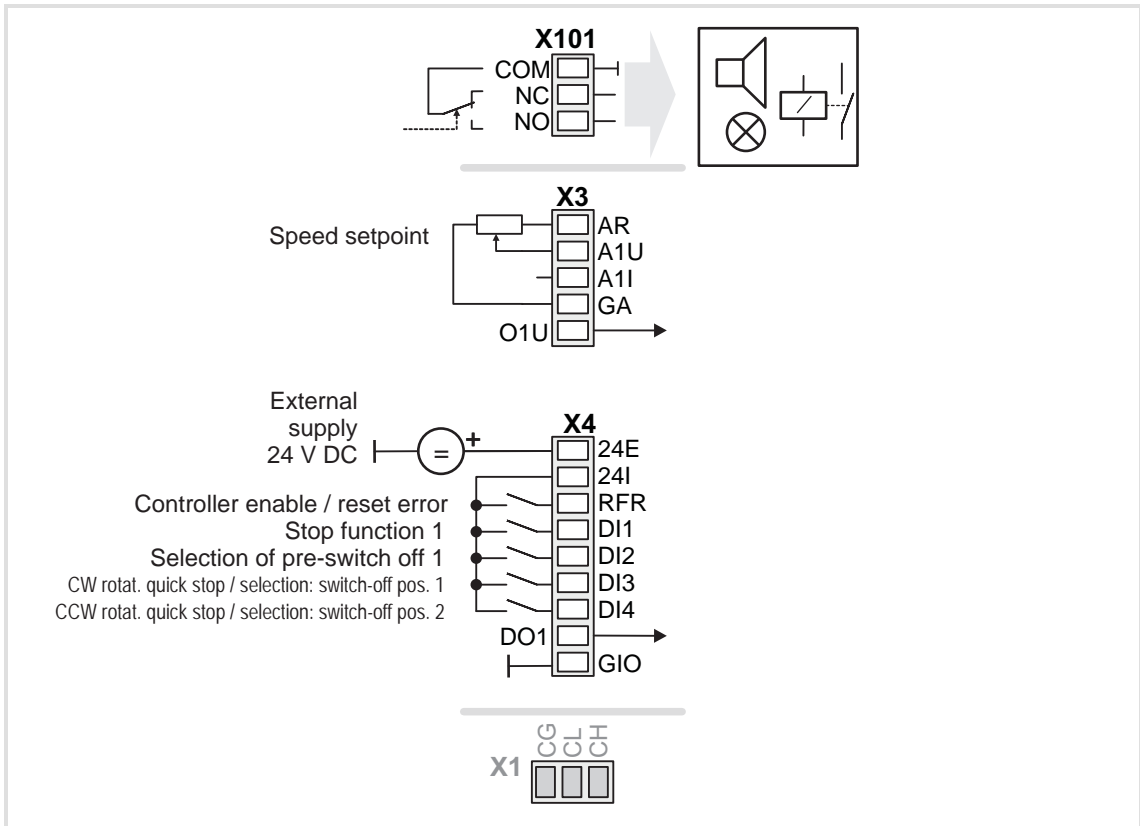 X101
COM
NC
NO
X3
Speed setpoint
AR
A1U
A1I
GA
O1U
External
supply
24 V DC
=
+
X4
24E
24I
Controller enable / reset error
RFR
Stop function 1
DI1
Selection of pre-switch off 1
DI2
CW rotat. quick stop / selection: switch-off pos. 1
DI3
CCW rotat. quick stop / selection: switch-off pos. 2
DI4
DO1
GIO
X1
CG
CL
CH